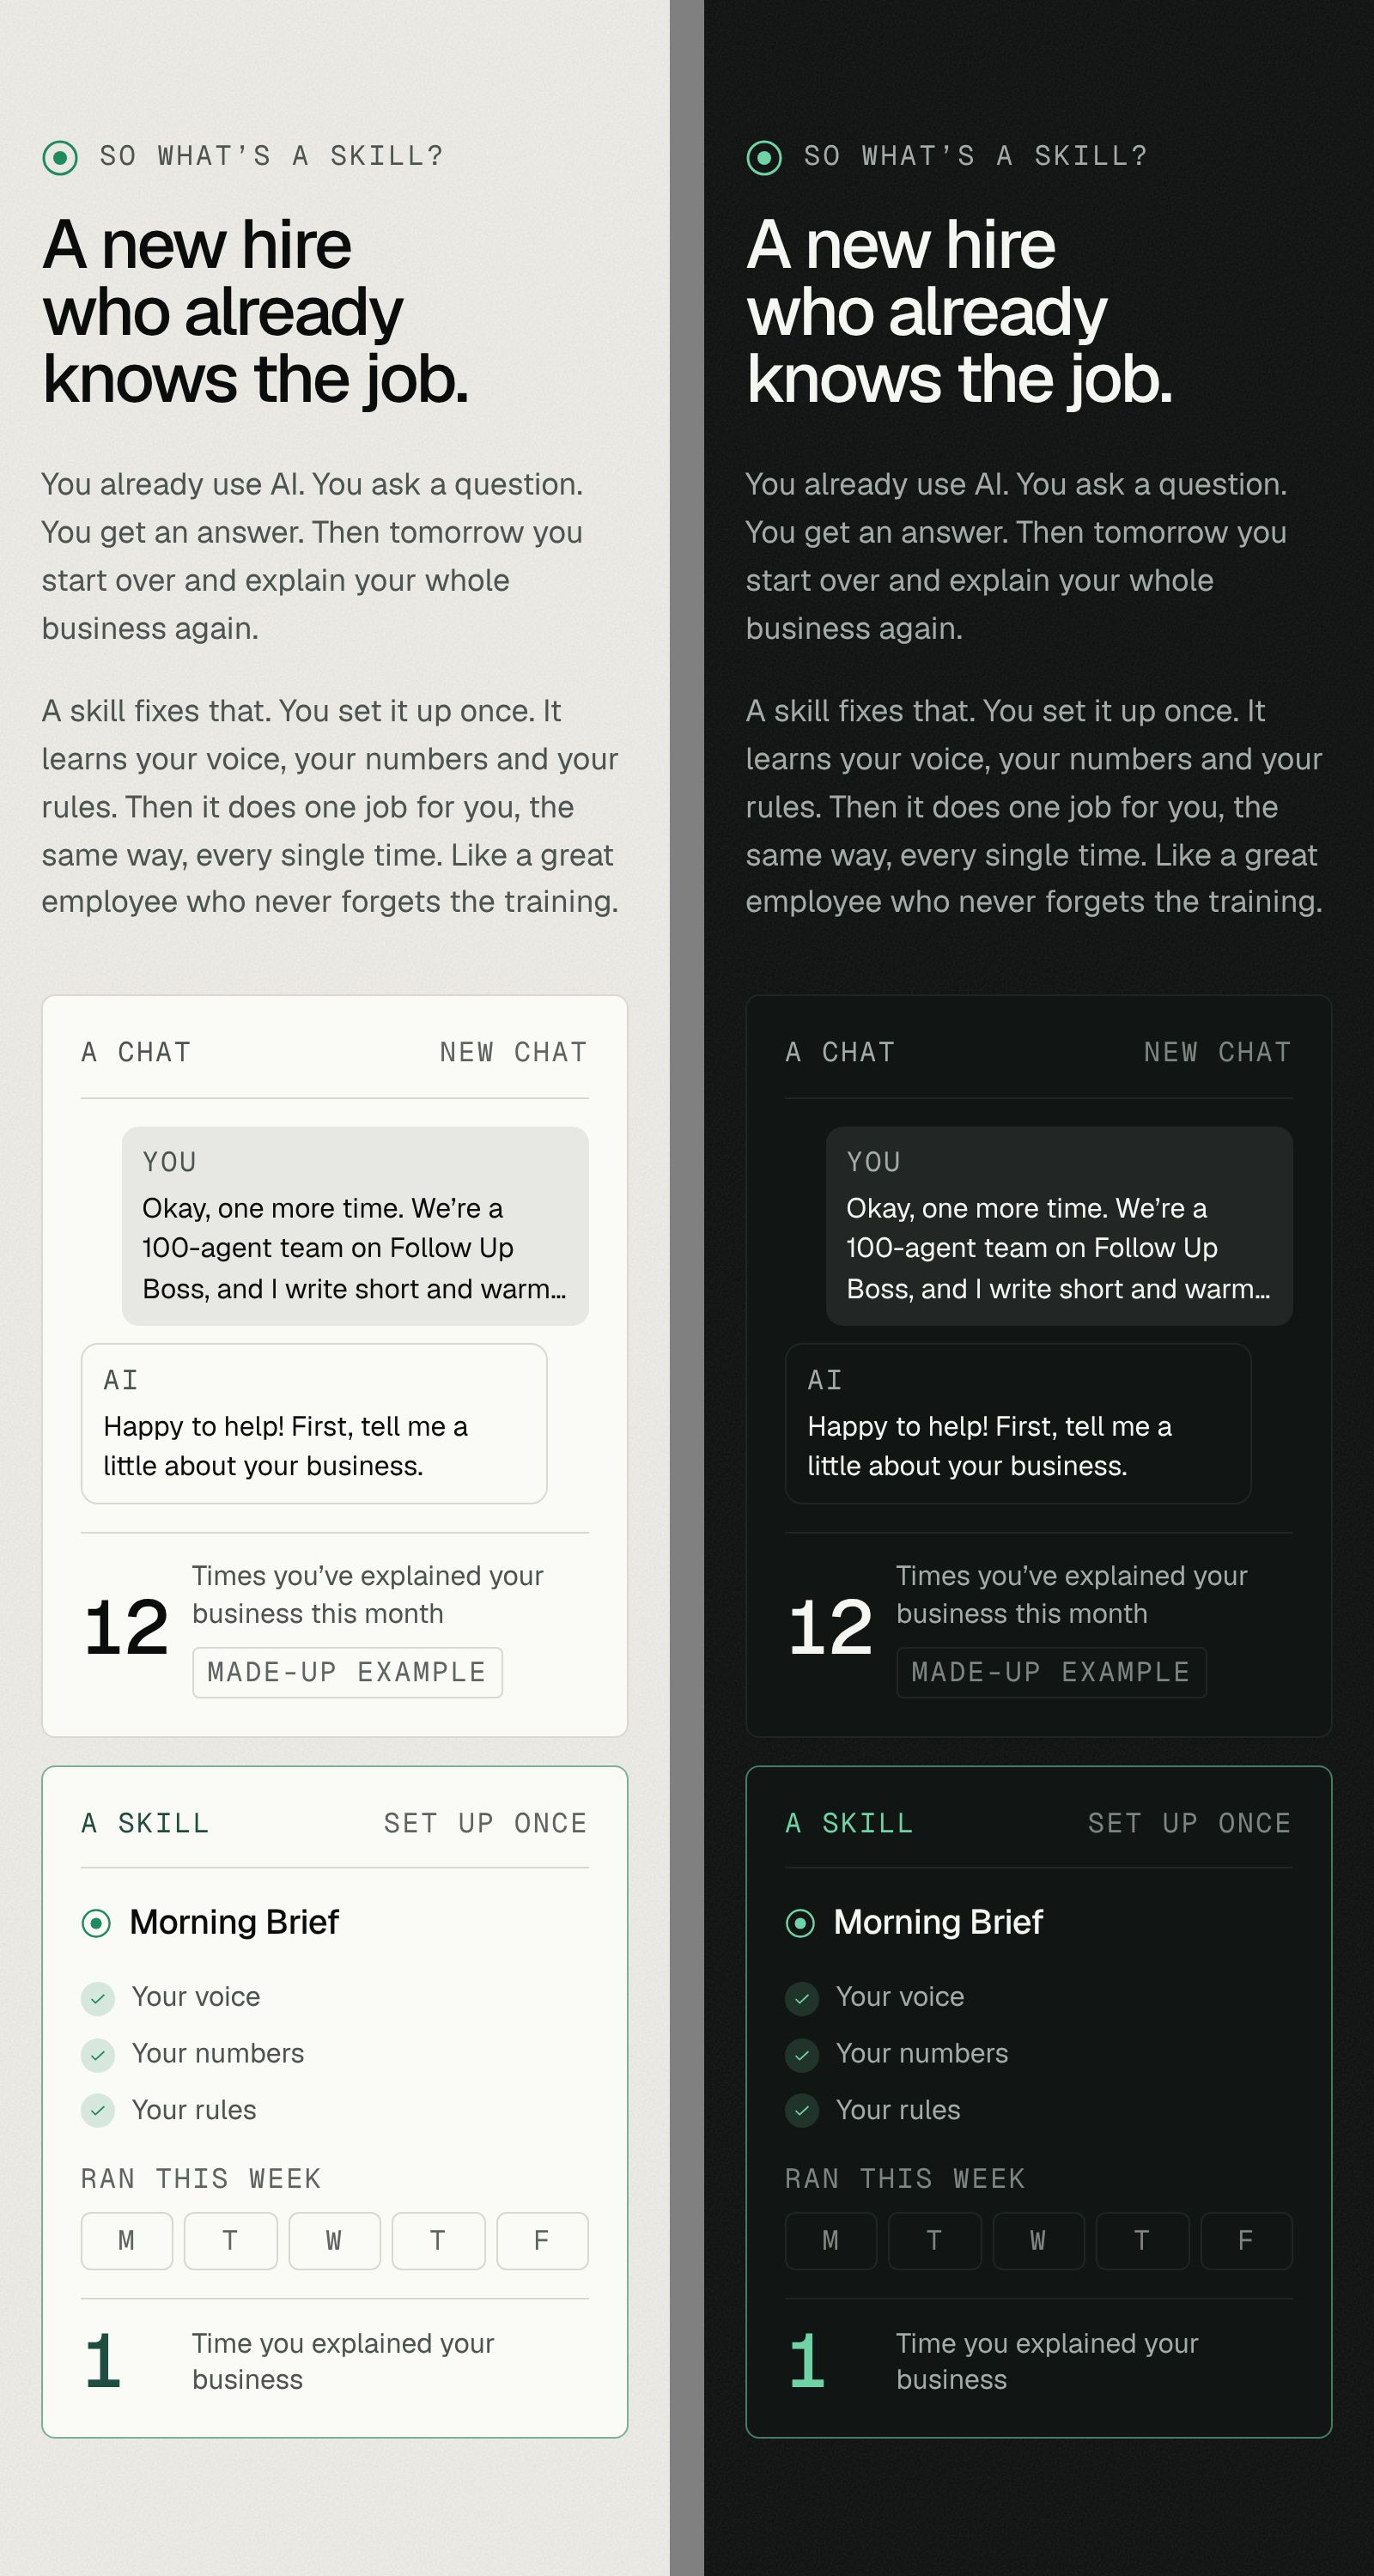 SO WHAT’S A SKILL?
A new hire
who already
knows the job.
You already use AI. You ask a question.
You get an answer. Then tomorrow you
start over and explain your whole
business again.
A skill fixes that. You set it up once. It
learns your voice, your numbers and your
rules. Then it does one job for you, the
same way, every single time. Like a great
employee who never forgets the training.
A CHAT NEW CHAT
YOU
Okay, one more time. We’re a
100-agent team on Follow Up
Boss, and I write short and warm…
AI
Happy to help! First, tell me a
little about your business.
12
Times you’ve explained your
business this month
MADE-UP EXAMPLE
A SKILL SET UP ONCE
Morning Brief
Your voice
Your numbers
Your rules
RAN THIS WEEK
M T W T F
1
Time you explained your
business
SO WHAT’S A SKILL?
A new hire
who already
knows the job.
You already use AI. You ask a question.
You get an answer. Then tomorrow you
start over and explain your whole
business again.
A skill fixes that. You set it up once. It
learns your voice, your numbers and your
rules. Then it does one job for you, the
same way, every single time. Like a great
employee who never forgets the training.
A CHAT NEW CHAT
YOU
Okay, one more time. We’re a
100-agent team on Follow Up
Boss, and I write short and warm…
AI
Happy to help! First, tell me a
little about your business.
12
Times you’ve explained your
business this month
MADE-UP EXAMPLE
A SKILL SET UP ONCE
Morning Brief
Your voice
Your numbers
Your rules
RAN THIS WEEK
M T W T F
1
Time you explained your
business